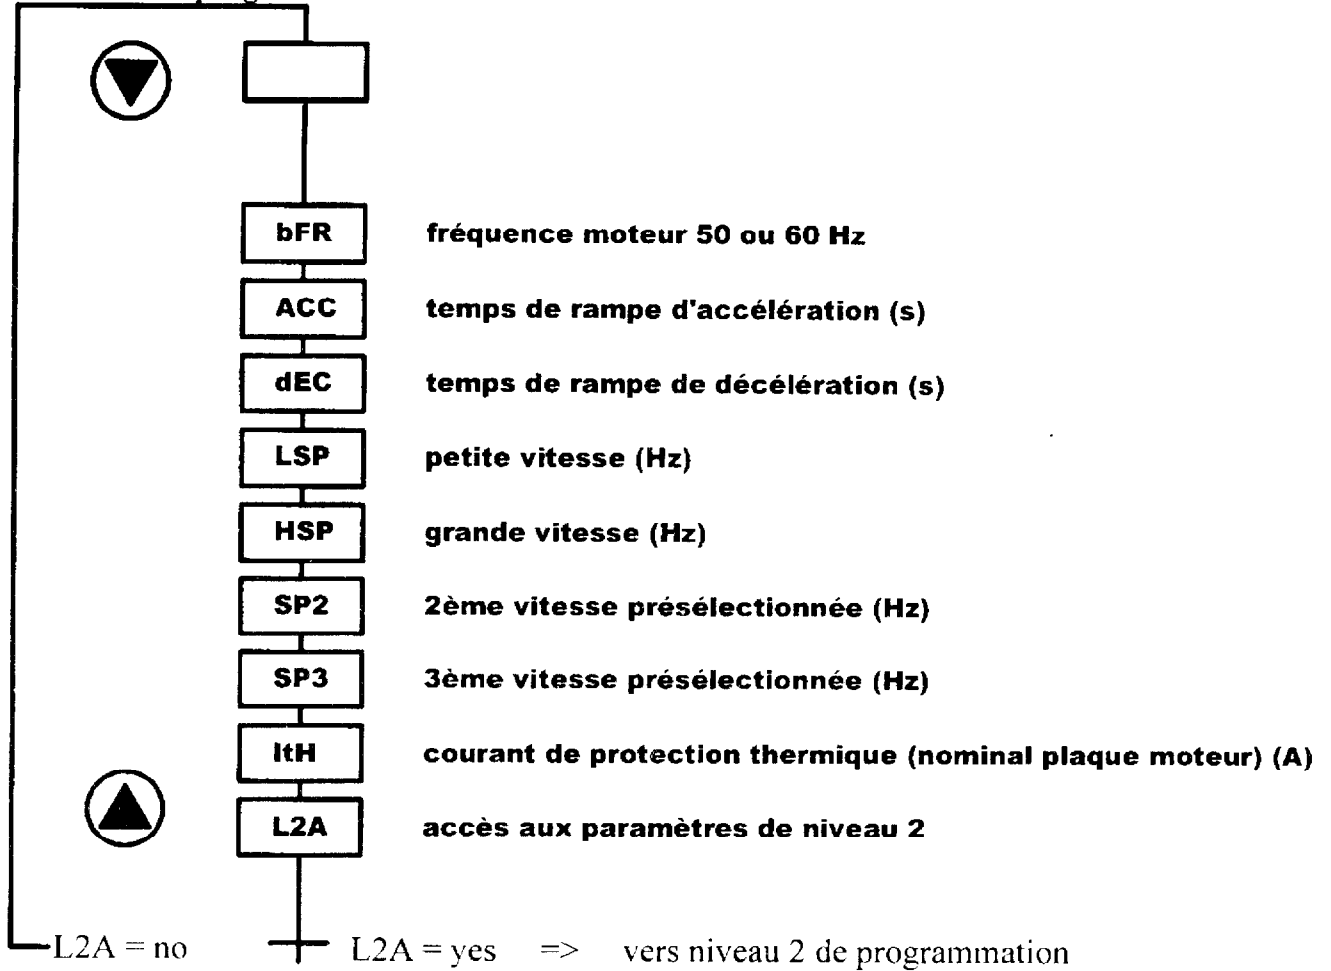 bFR fréquence moteur 50 ou 60 Hz
ACC temps de rampe d'accélération (s)
dEC temps de rampe de décélération (s)
LSP petite vitesse (Hz)
HSP grande vitesse (Hz)
SP2 2ème vitesse présélectionnée (Hz)
SP3 3ème vitesse présélectionnée (Hz)
ItH courant de protection thermique (nominal plaque moteur) (A)
L2A accès aux paramètres de niveau 2
L2A = no L2A = yes => vers niveau 2 de programmation